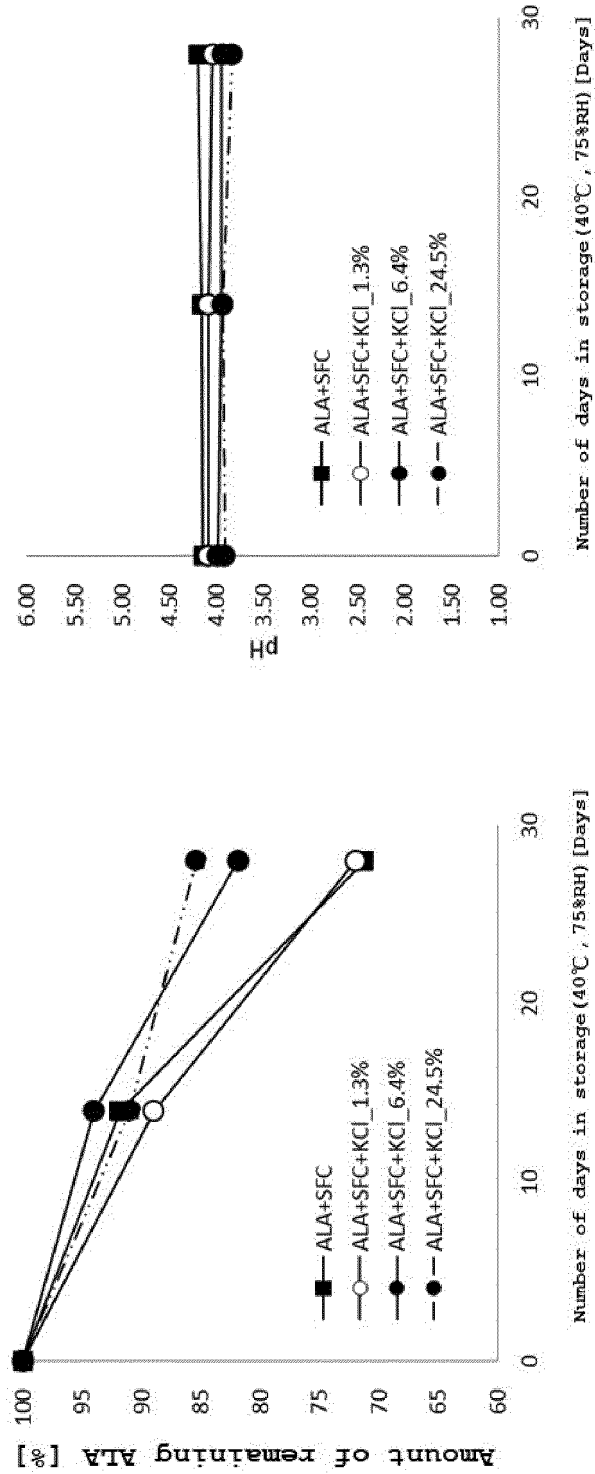 Amount of remaining ALA [%]
100
95
90
85
80
75
70
65
60
ALA+SFC
ALA+SFC+KCl_1.3%
ALA+SFC+KCl_6.4%
ALA+SFC+KCl_24.5%
0
10
20
30
Number of days in storage (40℃, 75%RH) [Days]
pH
6.00
5.50
5.00
4.50
4.00
3.50
3.00
2.50
2.00
1.50
1.00
ALA+SFC
ALA+SFC+KCl_1.3%
ALA+SFC+KCl_6.4%
ALA+SFC+KCl_24.5%
0
10
20
30
Number of days in storage (40℃, 75%RH) [Days]